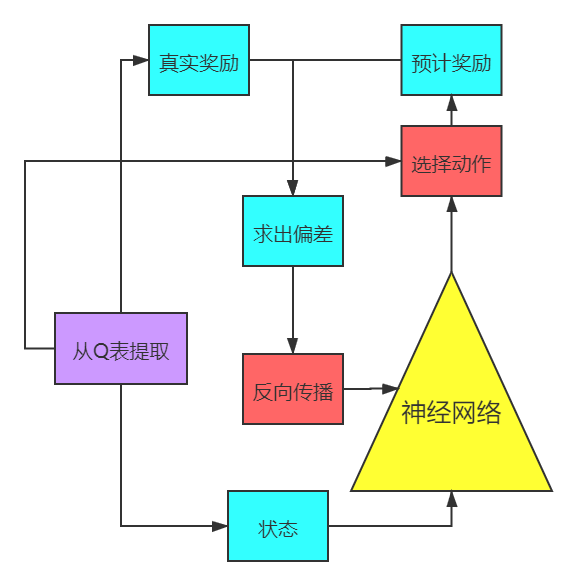 真实奖励
预计奖励
选择动作
求出偏差
从Q表提取
反向传播
神经网络
状态